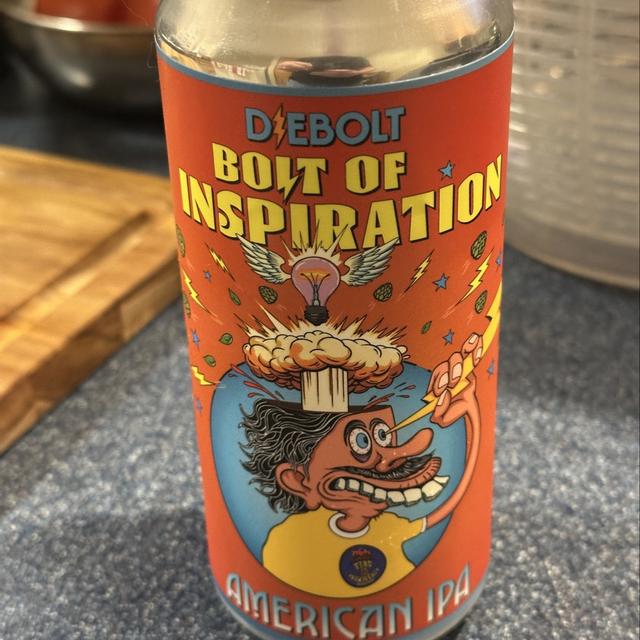 DIEBOLT
BOLT OF
INSPIRATION
AMERICAN IPA